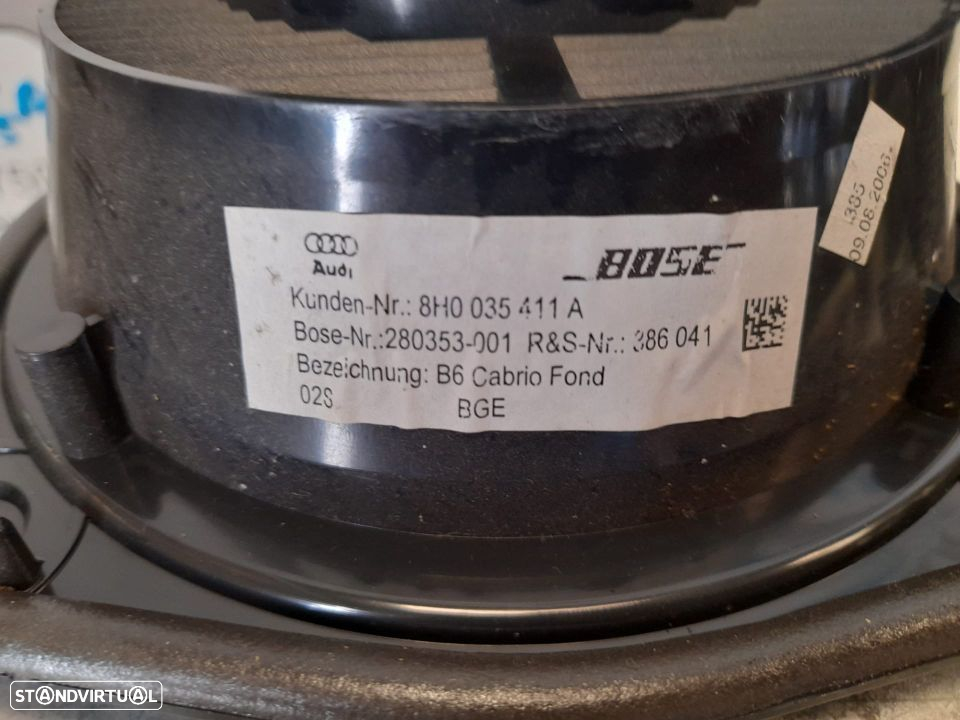 Audi
BOSE
Kunden-Nr.: 8H0 035 411 A
Bose-Nr.:280353-001 R&S-Nr.: 386 041
Bezeichnung: B6 Cabrio Fond
02S BGE
1335
09.08.2006
STANDVIRTUAL